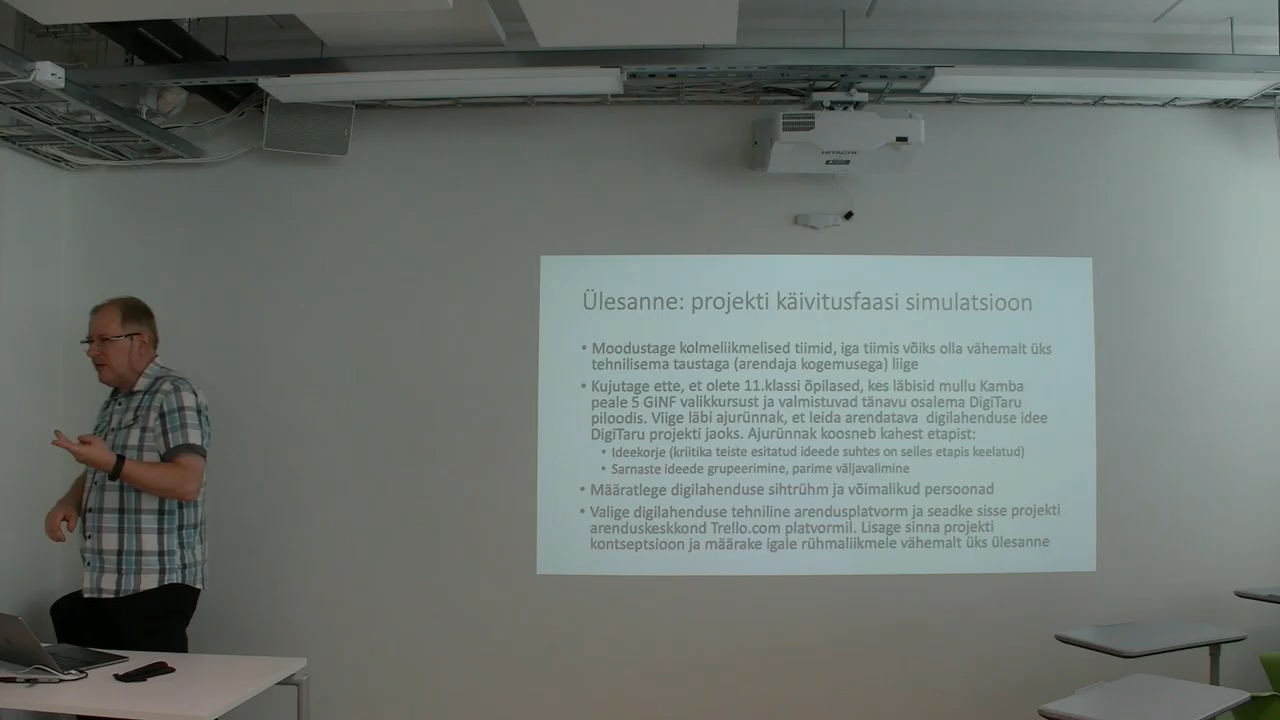 HITACHI
Ülesanne: projekti käivitusfaasi simulatsioon
• Moodustage kolmeliikmelised tiimid, iga tiimis võiks olla vähemalt üks
tehnilisema taustaga (arendaja kogemusega) liige
• Kujutage ette, et olete 11.klassi õpilased, kes läbisid mullu Kamba
peale 5 GINF valikkursust ja valmistuvad tänavu osalema DigiTaru
piloodis. Viige läbi ajurünnak, et leida arendatava digilahenduse idee
DigiTaru projekti jaoks. Ajurünnak koosneb kahest etapist:
• Ideekorje (kriitika teiste esitatud ideede suhtes on selles etapis keelatud)
• Sarnaste ideede grupeerimine, parime väljavalimine
• Määratlege digilahenduse sihtrühm ja võimalikud persoonad
• Valige digilahenduse tehniline arendusplatvorm ja seadke sisse projekti
arenduskeskkond Trello.com platvormil. Lisage sinna projekti
kontseptsioon ja määrake igale rühmaliikmele vähemalt üks ülesanne